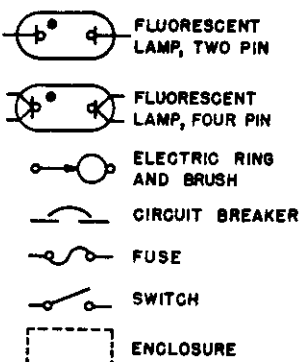 FLUORESCENT
LAMP, TWO PIN
FLUORESCENT
LAMP, FOUR PIN
ELECTRIC RING
AND BRUSH
CIRCUIT BREAKER
FUSE
SWITCH
ENCLOSURE